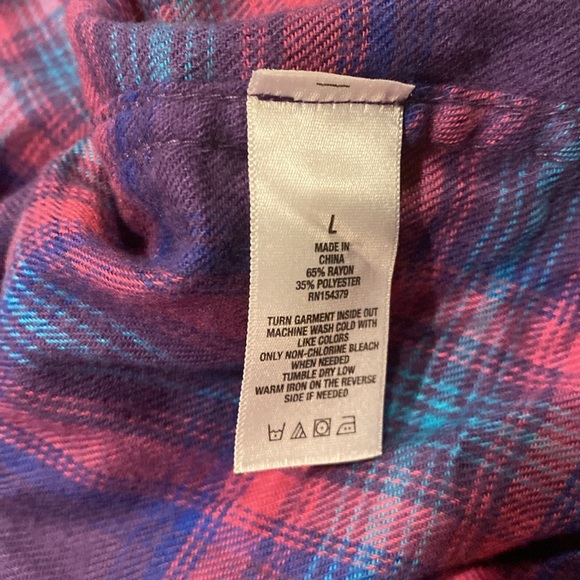 L
MADE IN
CHINA
65% RAYON
35% POLYESTER
RN154379
TURN GARMENT INSIDE OUT
MACHINE WASH COLD WITH
LIKE COLORS
ONLY NON-CHLORINE BLEACH
WHEN NEEDED
TUMBLE DRY LOW
WARM IRON ON THE REVERSE
SIDE IF NEEDED